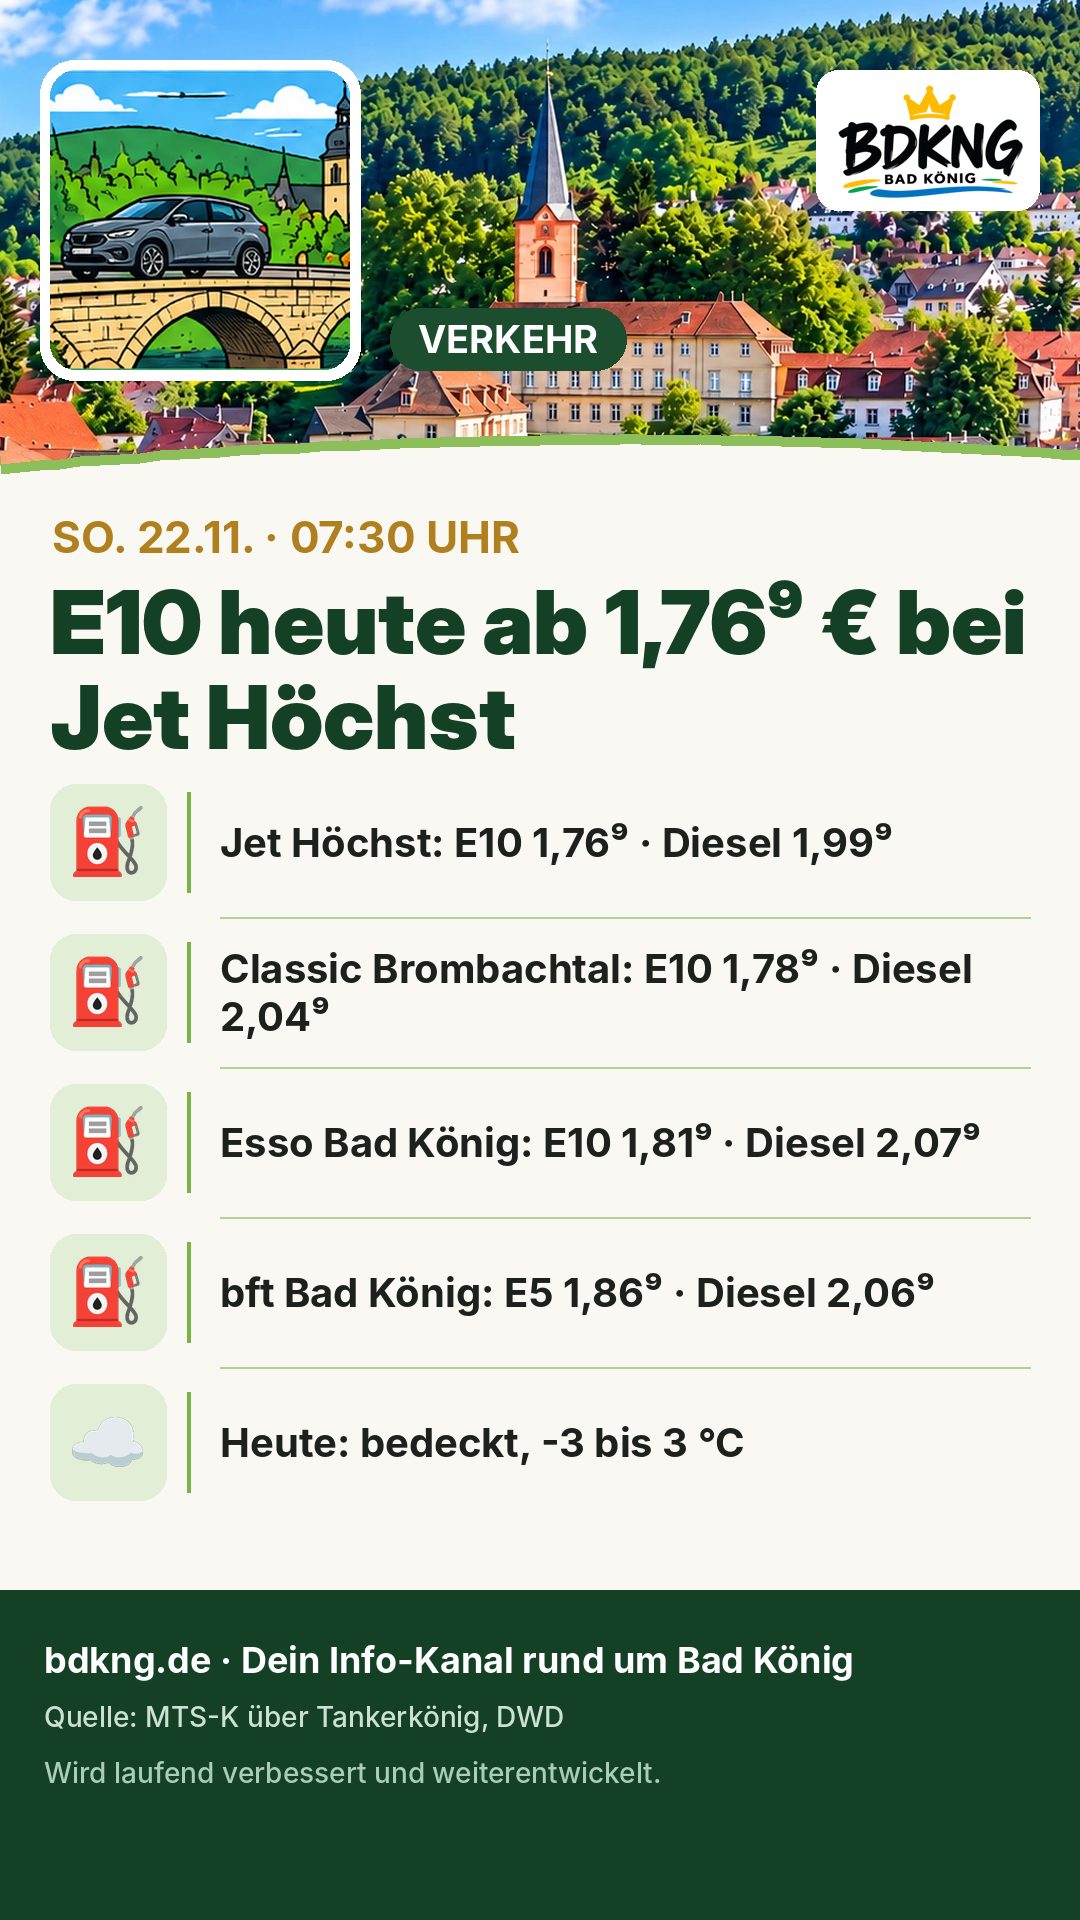 BDKNG
BAD KÖNIG
VERKEHR
SO. 22.11. · 07:30 UHR
E10 heute ab 1,76⁹ € bei
Jet Höchst
Jet Höchst: E10 1,76⁹ · Diesel 1,99⁹
Classic Brombachtal: E10 1,78⁹ · Diesel
2,04⁹
Esso Bad König: E10 1,81⁹ · Diesel 2,07⁹
bft Bad König: E5 1,86⁹ · Diesel 2,06⁹
Heute: bedeckt, -3 bis 3 °C
bdkng.de · Dein Info-Kanal rund um Bad König
Quelle: MTS-K über Tankerkönig, DWD
Wird laufend verbessert und weiterentwickelt.